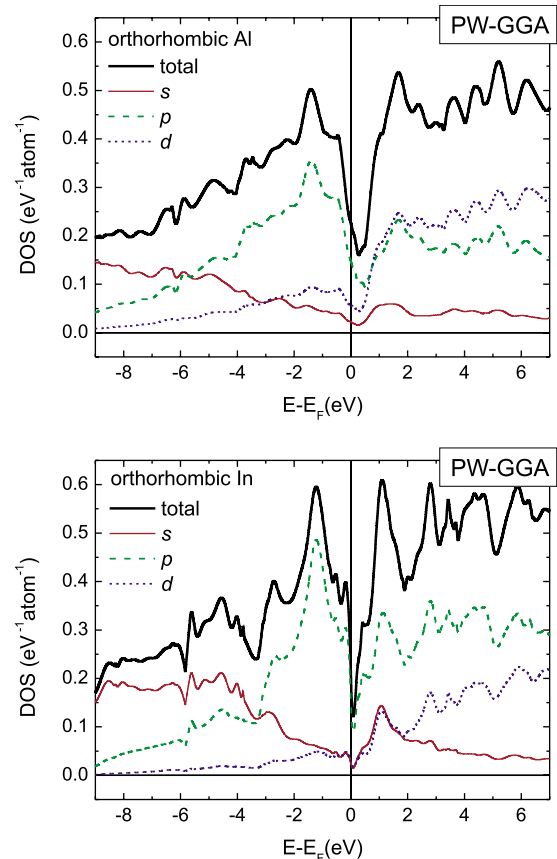 PW-GGA
orthorhombic Al
total
s
p
d
DOS (eV⁻¹atom⁻¹)
0.6
0.5
0.4
0.3
0.2
0.1
0.0
-8 -6 -4 -2 0 2 4 6
E-E_F(eV)
PW-GGA
orthorhombic In
total
s
p
d
DOS (eV⁻¹atom⁻¹)
0.6
0.5
0.4
0.3
0.2
0.1
0.0
-8 -6 -4 -2 0 2 4 6
E-E_F(eV)